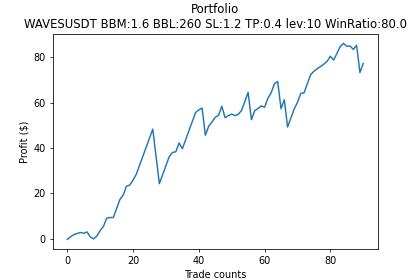 Portfolio
WAVESUSDT BBM:1.6 BBL:260 SL:1.2 TP:0.4 lev:10 WinRatio:80.0
80
60
40
20
0
Profit ($)
0 20 40 60 80
Trade counts